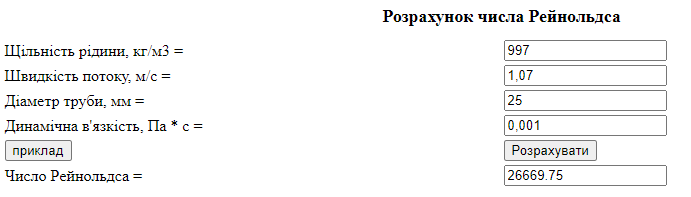 Розрахунок числа Рейнольдса
Щільність рідини, кг/м3 = 997
Швидкість потоку, м/с = 1,07
Діаметр труби, мм = 25
Динамічна в'язкість, Па * с = 0,001
приклад Розрахувати
Число Рейнольдса = 26669.75